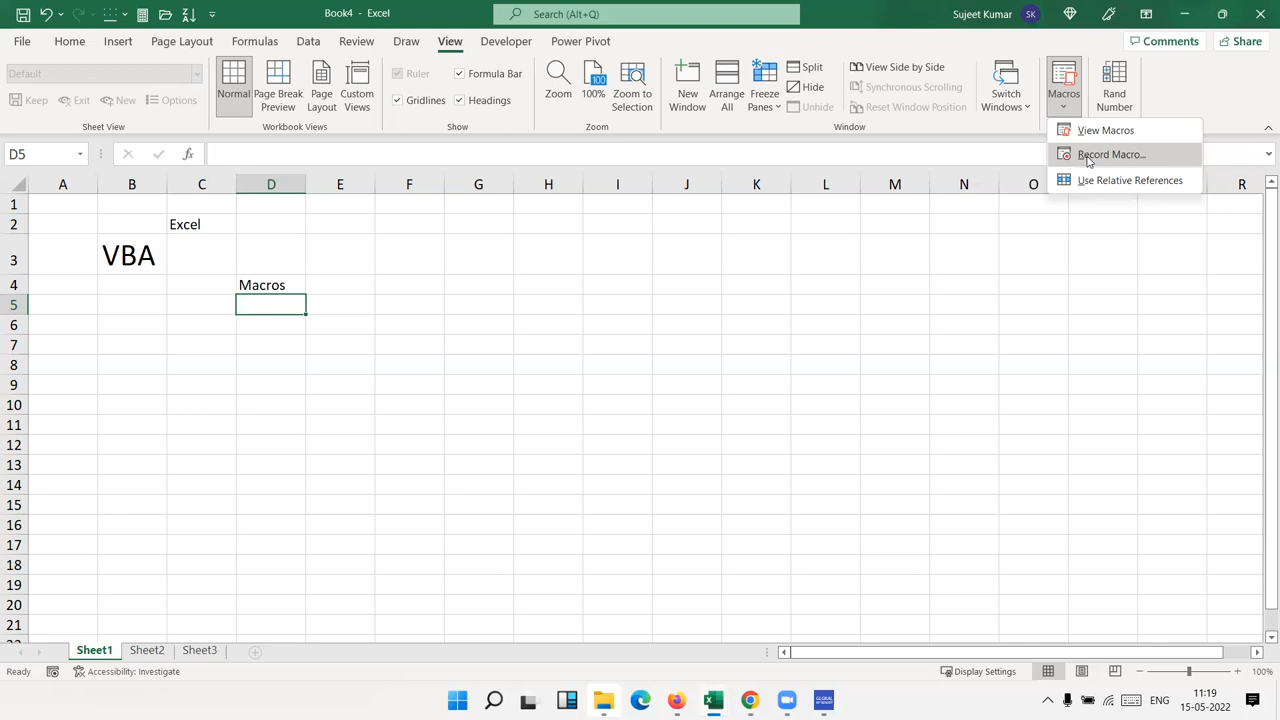 Book4 - Excel
Search (Alt+Q)
Sujeet Kumar
SK
File
Home
Insert
Page Layout
Formulas
Data
Review
Draw
View
Developer
Power Pivot
Comments
Share
Default
Keep
Exit
New
Options
Sheet View
Normal
Page Break Preview
Page Layout
Custom Views
Workbook Views
Ruler
Formula Bar
Gridlines
Headings
Show
Zoom
100
100%
Zoom to Selection
Zoom
New Window
Arrange All
Freeze Panes
Split
Hide
Unhide
View Side by Side
Synchronous Scrolling
Reset Window Position
Window
Switch Windows
Macros
Rand Number
View Macros
Record Macro...
Use Relative References
D5
fx
A B C D E F G H I J K L M N O R
1
2 Excel
3 VBA
4 Macros
5
6
7
8
9
10
11
12
13
14
15
16
17
18
19
20
21
Sheet1
Sheet2
Sheet3
Ready
Accessibility: Investigate
Display Settings
100%
ENG
11:19
15-05-2022